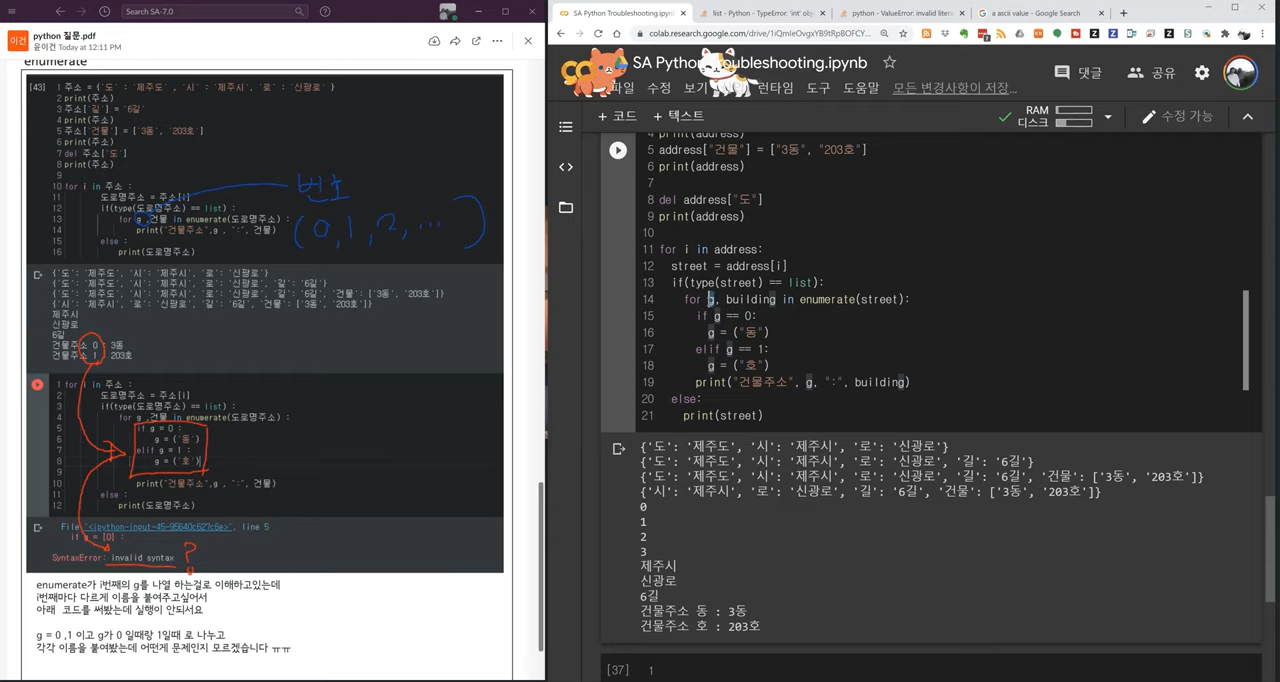 Search SA-7.0
python 질문.pdf
윤이건 Today at 12:11 PM
이건
enumerate
[43] 1 주소 = {'도' : '제주도' , '시' : '제주시', '로' : '신광로' }
2 print(주소)
3 주소['길'] = '6길'
4 print(주소)
5 주소['건물'] = ['3동', '203호']
6 print(주소)
7 del 주소['도']
8 print(주소)
9
10 for i in 주소 :
11 도로명주소 = 주소[i]
12 if(type(도로명주소) == list) :
13 for g ,건물 in enumerate(도로명주소) :
14 print("건물주소",g , ":", 건물)
15 else :
16 print(도로명주소)
번호
(0, 1, 2, ... )
{'도': '제주도', '시': '제주시', '로': '신광로'}
{'도': '제주도', '시': '제주시', '로': '신광로', '길': '6길'}
{'도': '제주도', '시': '제주시', '로': '신광로', '길': '6길', '건물': ['3동', '203호']}
{'시': '제주시', '로': '신광로', '길': '6길', '건물': ['3동', '203호']}
제주시
신광로
6길
건물주소 0 : 3동
건물주소 1 : 203호
1 for i in 주소 :
2 도로명주소 = 주소[i]
3 if(type(도로명주소) == list) :
4 for g ,건물 in enumerate(도로명주소) :
5 if g = 0 :
6 g = ('동')
7 elif g = 1 :
8 g = ('호')
9
10 print("건물주소",g , ":", 건물)
11 else :
12 print(도로명주소)
File "<ipython-input-45-95640c627c6e>", line 5
if g = [0] :
SyntaxError: invalid syntax
?
enumerate가 i번째의 g를 나열 하는걸로 이해하고있는데
i번째마다 다르게 이름을 붙여주고싶어서
아래 코드를 써봤는데 실행이 안되서요
g = 0 ,1 이고 g가 0 일때랑 1일때 로 나누고
각각 이름을 붙여봤는데 어떤게 문제인지 모르겠습니다 ㅠㅠ
SA Python Troubleshooting.ipynb
list - Python - TypeError: 'int' obj
python - ValueError: invalid litera
a ascii value - Google Search
colab.research.google.com/drive/1iQmIeOvgxYB9tRpBOFCY...
SA Python Troubleshooting.ipynb
파일 수정 보기 런타임 도구 도움말 모든 변경사항이 저장...
댓글
공유
+ 코드 + 텍스트
RAM
디스크
수정 가능
4 print(address)
5 address["건물"] = ["3동", "203호"]
6 print(address)
7
8 del address["도"]
9 print(address)
10
11 for i in address:
12 street = address[i]
13 if(type(street) == list):
14 for g, building in enumerate(street):
15 if g == 0:
16 g = ("동")
17 elif g == 1:
18 g = ("호")
19 print("건물주소", g, ":", building)
20 else:
21 print(street)
{'도': '제주도', '시': '제주시', '로': '신광로'}
{'도': '제주도', '시': '제주시', '로': '신광로', '길': '6길'}
{'도': '제주도', '시': '제주시', '로': '신광로', '길': '6길', '건물': ['3동', '203호']}
{'시': '제주시', '로': '신광로', '길': '6길', '건물': ['3동', '203호']}
0
1
2
3
제주시
신광로
6길
건물주소 동 : 3동
건물주소 호 : 203호
[37] 1